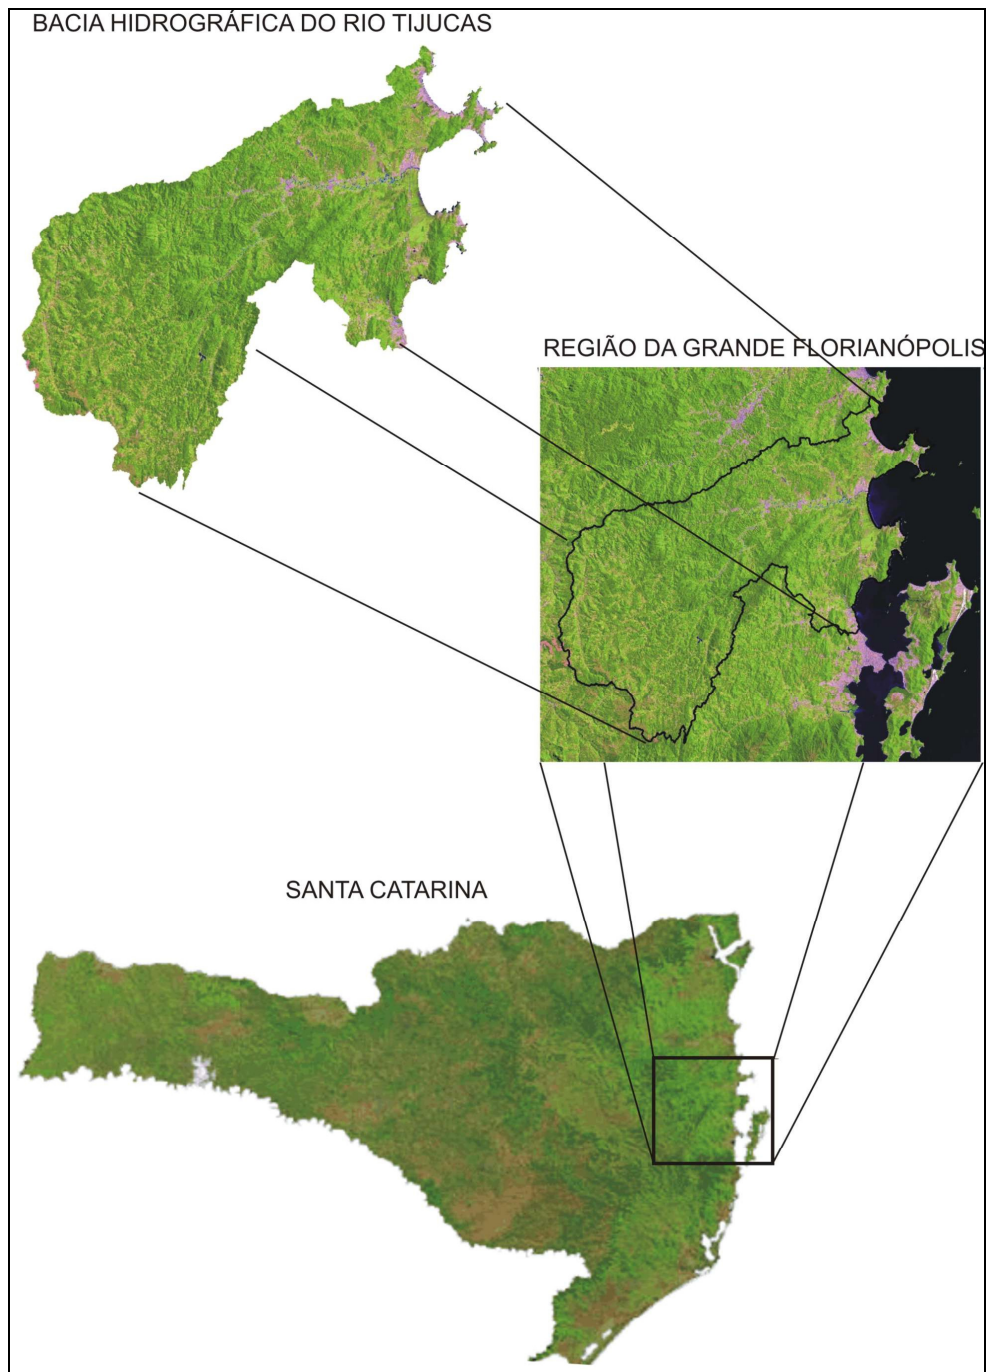 BACIA HIDROGRÁFICA DO RIO TIJUCAS
REGIÃO DA GRANDE FLORIANÓPOLIS
SANTA CATARINA